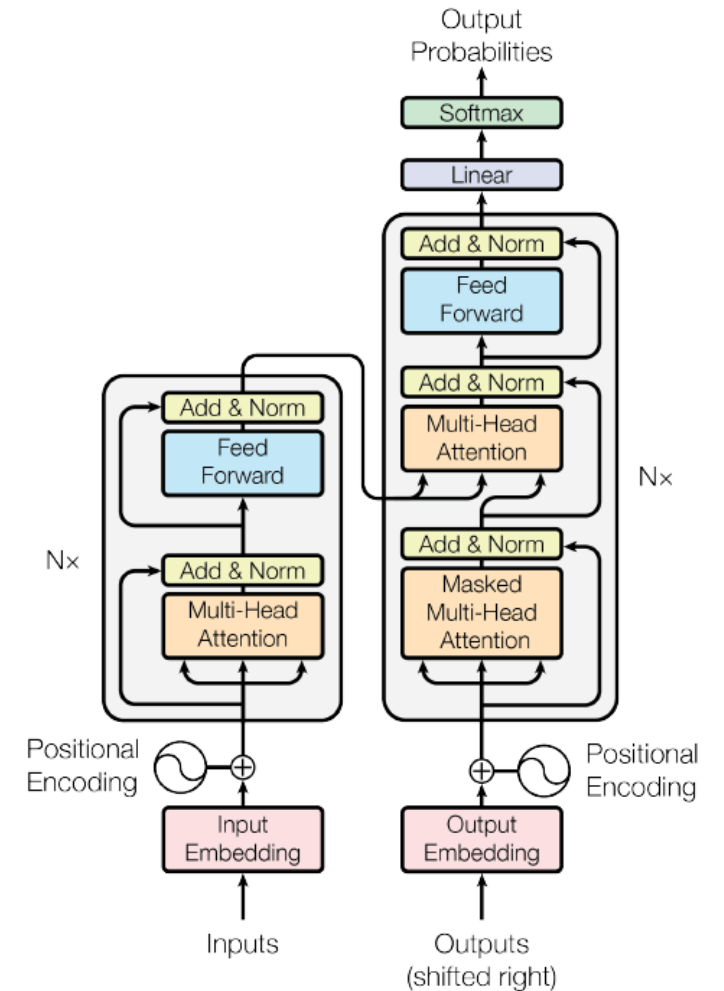 Output
Probabilities
Softmax
Linear
Add & Norm
Feed
Forward
Add & Norm
Multi-Head
Attention
Nx
Add & Norm
Masked
Multi-Head
Attention
Add & Norm
Feed
Forward
Nx
Add & Norm
Multi-Head
Attention
Positional
Encoding
Positional
Encoding
Input
Embedding
Output
Embedding
Inputs
Outputs
(shifted right)